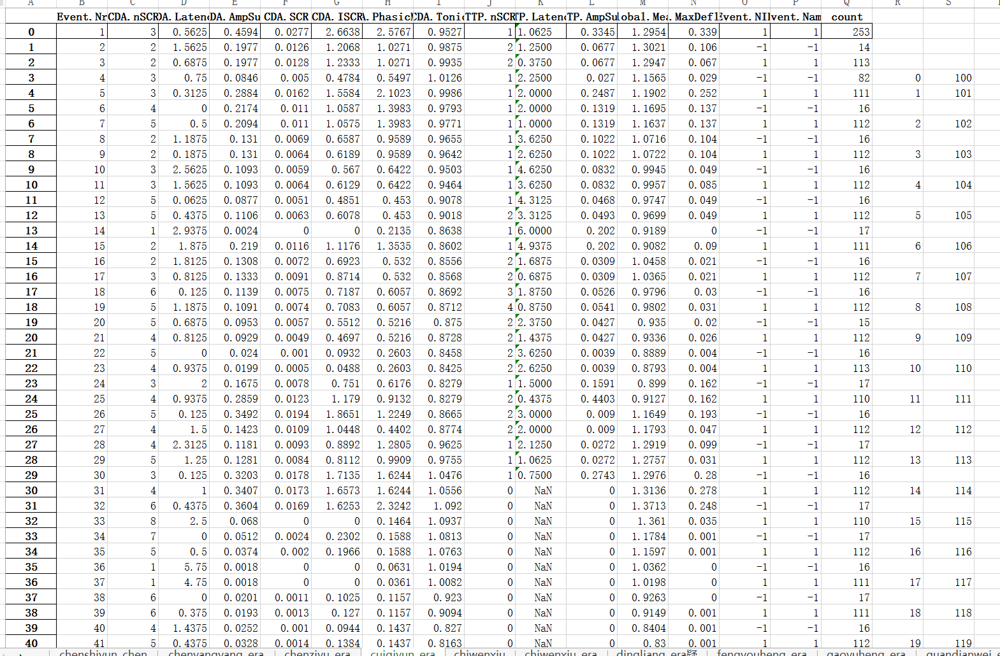 A B C D E F G H I J K L M N O P Q R S
Event.Nr CDA.nSCR DA.Laten DA.AmpSu CDA.SCR CDA.ISCR A.Phasic CDA.Toni TTP.nSCR TP.Laten TP.AmpSu obal.Mea .MaxDefl Event.NI vent.Nam count
0 1 3 0.5625 0.4594 0.0277 2.6638 2.5767 0.9527 1 1.0625 0.3345 1.2954 0.339 1 1 253
1 2 2 1.5625 0.1977 0.0126 1.2068 1.0271 0.9875 2 1.2500 0.0677 1.3021 0.106 -1 -1 14
2 3 2 0.6875 0.1977 0.0128 1.2333 1.0271 0.9935 2 0.3750 0.0677 1.2947 0.067 1 1 113
3 4 3 0.75 0.0846 0.005 0.4784 0.5497 1.0126 1 2.2500 0.027 1.1565 0.029 -1 -1 82 0 100
4 5 3 0.3125 0.2884 0.0162 1.5584 2.1023 0.9986 1 2.0000 0.2487 1.1902 0.252 1 1 111 1 101
5 6 4 0 0.2174 0.011 1.0587 1.3983 0.9793 1 2.0000 0.1319 1.1695 0.137 -1 -1 16
6 7 5 0.5 0.2094 0.011 1.0575 1.3983 0.9771 1 1.0000 0.1319 1.1637 0.137 1 1 112 2 102
7 8 2 1.1875 0.131 0.0069 0.6587 0.9589 0.9655 1 3.6250 0.1022 1.0716 0.104 -1 -1 16
8 9 2 0.1875 0.131 0.0064 0.6189 0.9589 0.9642 1 2.6250 0.1022 1.0722 0.104 1 1 112 3 103
9 10 3 2.5625 0.1093 0.0059 0.567 0.6422 0.9503 1 4.6250 0.0832 0.9945 0.049 -1 -1 16
10 11 3 1.5625 0.1093 0.0064 0.6129 0.6422 0.9464 1 3.6250 0.0832 0.9957 0.085 1 1 112 4 104
11 12 5 0.0625 0.0877 0.0051 0.4851 0.453 0.9078 1 4.3125 0.0468 0.9747 0.049 -1 -1 16
12 13 5 0.4375 0.1106 0.0063 0.6078 0.453 0.9018 2 3.3125 0.0493 0.9699 0.049 1 1 112 5 105
13 14 1 2.9375 0.0024 0 0 0.2135 0.8638 1 6.0000 0.202 0.9189 0 -1 -1 17
14 15 2 1.875 0.219 0.0116 1.1176 1.3535 0.8602 1 4.9375 0.202 0.9082 0.09 1 1 111 6 106
15 16 2 1.8125 0.1308 0.0072 0.6923 0.532 0.8556 2 1.6875 0.0309 1.0458 0.021 -1 -1 16
16 17 3 0.8125 0.1333 0.0091 0.8714 0.532 0.8568 2 0.6875 0.0309 1.0365 0.021 1 1 112 7 107
17 18 6 0.125 0.1139 0.0075 0.7187 0.6057 0.8692 3 1.8750 0.0526 0.9796 0.03 -1 -1 16
18 19 5 1.1875 0.1091 0.0074 0.7083 0.6057 0.8712 4 0.8750 0.0541 0.9802 0.031 1 1 112 8 108
19 20 5 0.6875 0.0953 0.0057 0.5512 0.5216 0.875 2 2.3750 0.0427 0.935 0.02 -1 -1 15
20 21 4 0.8125 0.0929 0.0049 0.4697 0.5216 0.8728 2 1.4375 0.0427 0.9336 0.026 1 1 112 9 109
21 22 5 0 0.024 0.001 0.0932 0.2603 0.8458 2 3.6250 0.0039 0.8889 0.004 -1 -1 16
22 23 4 0.9375 0.0199 0.0005 0.0488 0.2603 0.8425 2 2.6250 0.0039 0.8793 0.004 1 1 113 10 110
23 24 3 2 0.1675 0.0078 0.751 0.6176 0.8279 1 1.5000 0.1591 0.899 0.162 -1 -1 17
24 25 4 0.9375 0.2859 0.0123 1.179 0.9132 0.8279 2 0.4375 0.4403 0.9127 0.162 1 1 110 11 111
25 26 5 0.125 0.3492 0.0194 1.8651 1.2249 0.8665 2 3.0000 0.009 1.1649 0.193 -1 -1 16
26 27 4 1.5 0.1423 0.0109 1.0448 0.4402 0.8774 2 2.0000 0.009 1.1793 0.047 1 1 112 12 112
27 28 4 2.3125 0.1181 0.0093 0.8892 1.2805 0.9625 1 2.1250 0.0272 1.2919 0.099 -1 -1 17
28 29 5 1.25 0.1281 0.0084 0.8112 0.9909 0.9755 1 1.0625 0.0272 1.2757 0.031 1 1 112 13 113
29 30 3 0.125 0.3203 0.0178 1.7135 1.6244 1.0476 1 0.7500 0.2743 1.2976 0.28 -1 -1 16
30 31 4 1 0.3407 0.0173 1.6573 1.6244 1.0556 0 NaN 0 1.3136 0.278 1 1 112 14 114
31 32 6 0.4375 0.3604 0.0169 1.6253 2.3242 1.092 0 NaN 0 1.3713 0.248 -1 -1 17
32 33 8 2.5 0.068 0 0 0.1464 1.0937 0 NaN 0 1.361 0.035 1 1 110 15 115
33 34 7 0 0.0512 0.0024 0.2302 0.1588 1.0813 0 NaN 0 1.1784 0.001 -1 -1 17
34 35 5 0.5 0.0374 0.002 0.1966 0.1588 1.0763 0 NaN 0 1.1597 0.001 1 1 112 16 116
35 36 1 5.75 0.0018 0 0 0.0631 1.0194 0 NaN 0 1.0362 0 -1 -1 16
36 37 1 4.75 0.0018 0 0 0.0361 1.0082 0 NaN 0 1.0198 0 1 1 111 17 117
37 38 6 0 0.0201 0.0011 0.1025 0.1157 0.923 0 NaN 0 0.9263 0 -1 -1 17
38 39 6 0.375 0.0193 0.0013 0.127 0.1157 0.9094 0 NaN 0 0.9149 0.001 1 1 111 18 118
39 40 4 1.4375 0.0252 0.001 0.0944 0.1437 0.827 0 NaN 0 0.8404 0.001 -1 -1 16
40 41 5 0.4375 0.0328 0.0014 0.1384 0.1437 0.8163 0 NaN 0 0.83 0.001 1 1 112 19 119
chenshiyun_chen chenyangyang_era chenziyu_era cuiqiyun_era chiwenxiu chiwenxiu_era dingliang_era疑 fengyouheng_era gaoyuheng_era quandianwei_e